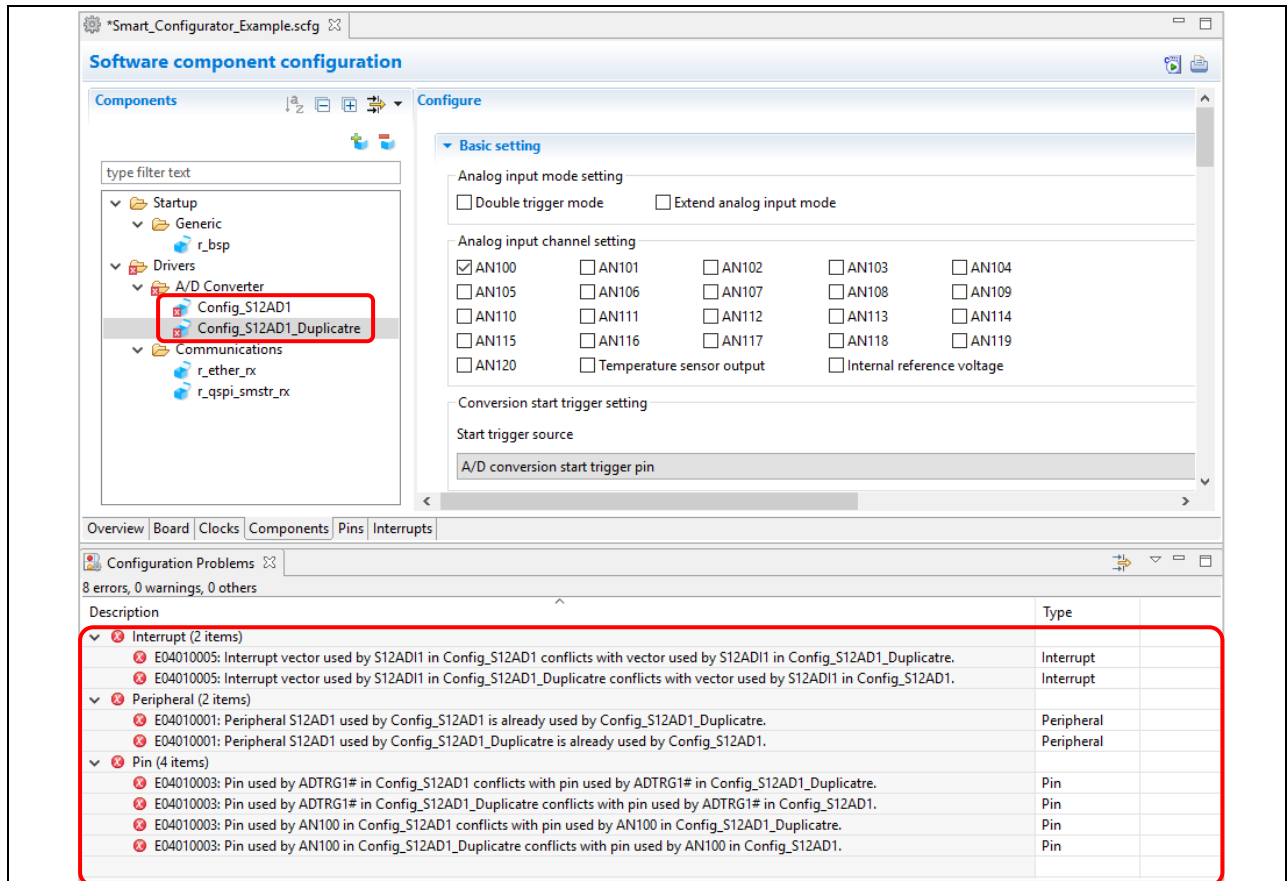 *Smart_Configurator_Example.scfg
Software component configuration
Components
Configure
type filter text
Startup
Generic
r_bsp
Drivers
A/D Converter
Config_S12AD1
Config_S12AD1_Duplicatre
Communications
r_ether_rx
r_qspi_smstr_rx
Basic setting
Analog input mode setting
Double trigger mode Extend analog input mode
Analog input channel setting
AN100 AN101 AN102 AN103 AN104
AN105 AN106 AN107 AN108 AN109
AN110 AN111 AN112 AN113 AN114
AN115 AN116 AN117 AN118 AN119
AN120 Temperature sensor output Internal reference voltage
Conversion start trigger setting
Start trigger source
A/D conversion start trigger pin
Overview Board Clocks Components Pins Interrupts
Configuration Problems
8 errors, 0 warnings, 0 others
Description Type
Interrupt (2 items)
E04010005: Interrupt vector used by S12ADI1 in Config_S12AD1 conflicts with vector used by S12ADI1 in Config_S12AD1_Duplicatre. Interrupt
E04010005: Interrupt vector used by S12ADI1 in Config_S12AD1_Duplicatre conflicts with vector used by S12ADI1 in Config_S12AD1. Interrupt
Peripheral (2 items)
E04010001: Peripheral S12AD1 used by Config_S12AD1 is already used by Config_S12AD1_Duplicatre. Peripheral
E04010001: Peripheral S12AD1 used by Config_S12AD1_Duplicatre is already used by Config_S12AD1. Peripheral
Pin (4 items)
E04010003: Pin used by ADTRG1# in Config_S12AD1 conflicts with pin used by ADTRG1# in Config_S12AD1_Duplicatre. Pin
E04010003: Pin used by ADTRG1# in Config_S12AD1_Duplicatre conflicts with pin used by ADTRG1# in Config_S12AD1. Pin
E04010003: Pin used by AN100 in Config_S12AD1 conflicts with pin used by AN100 in Config_S12AD1_Duplicatre. Pin
E04010003: Pin used by AN100 in Config_S12AD1_Duplicatre conflicts with pin used by AN100 in Config_S12AD1. Pin